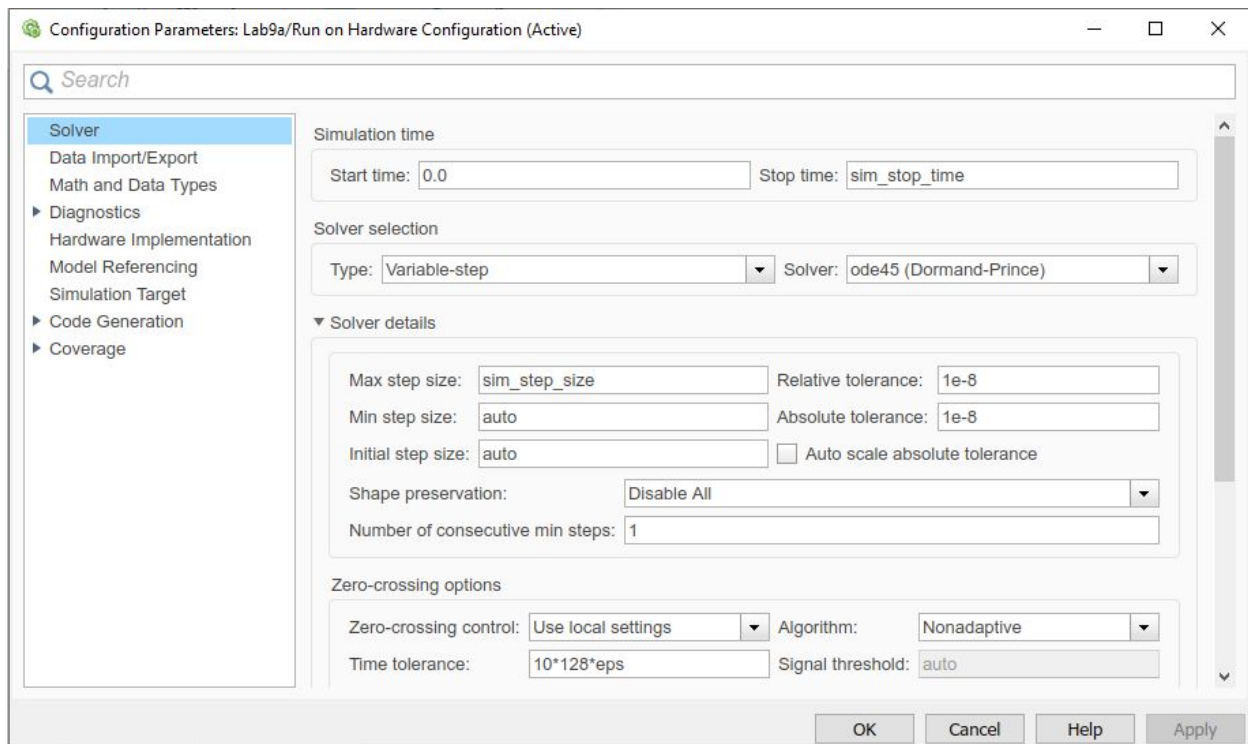 Configuration Parameters: Lab9a/Run on Hardware Configuration (Active)
Search
Solver
Data Import/Export
Math and Data Types
Diagnostics
Hardware Implementation
Model Referencing
Simulation Target
Code Generation
Coverage
Simulation time
Start time: 0.0 Stop time: sim_stop_time
Solver selection
Type: Variable-step Solver: ode45 (Dormand-Prince)
Solver details
Max step size: sim_step_size Relative tolerance: 1e-8
Min step size: auto Absolute tolerance: 1e-8
Initial step size: auto Auto scale absolute tolerance
Shape preservation: Disable All
Number of consecutive min steps: 1
Zero-crossing options
Zero-crossing control: Use local settings Algorithm: Nonadaptive
Time tolerance: 10*128*eps Signal threshold: auto
OK Cancel Help Apply